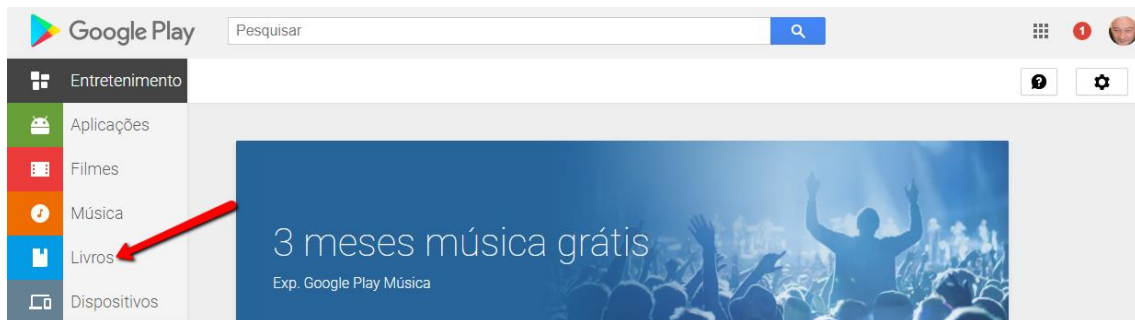 Google Play
Pesquisar
1
Entretenimento
Aplicações
Filmes
Música
Livros
Dispositivos
3 meses música grátis
Exp. Google Play Música